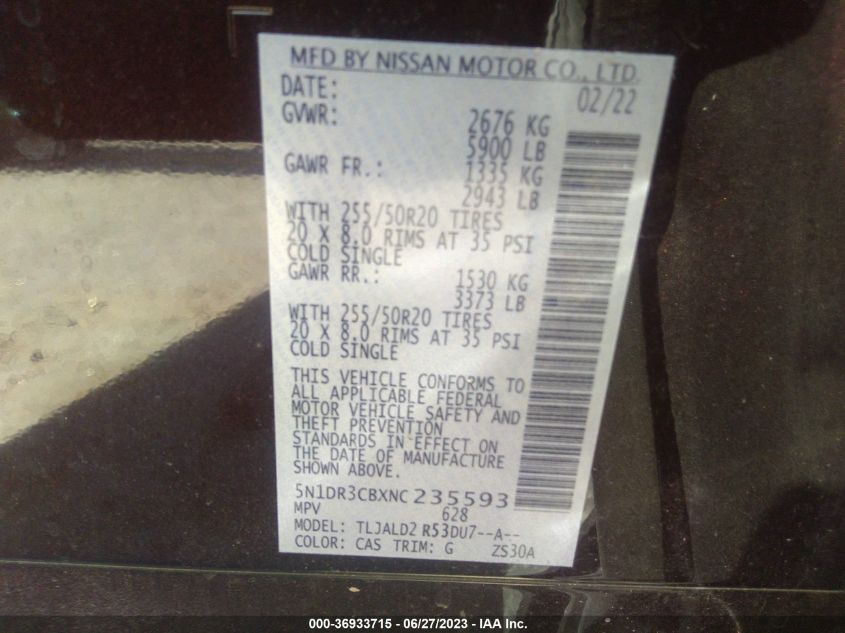 MFD BY NISSAN MOTOR CO., LTD.
DATE: 02/22
GVWR: 2676 KG
5900 LB
GAWR FR.: 1335 KG
2943 LB
WITH 255/50R20 TIRES
20 X 8.0 RIMS AT 35 PSI
COLD SINGLE
GAWR RR.: 1530 KG
3373 LB
WITH 255/50R20 TIRES
20 X 8.0 RIMS AT 35 PSI
COLD SINGLE
THIS VEHICLE CONFORMS TO
ALL APPLICABLE FEDERAL
MOTOR VEHICLE SAFETY AND
THEFT PREVENTION
STANDARDS IN EFFECT ON
THE DATE OF MANUFACTURE
SHOWN ABOVE.
5N1DR3CBXNC235593
MPV 628
MODEL: TLJALD2 R53DU7--A--
COLOR: CAS TRIM: G ZS30A
000-36933715 - 06/27/2023 - IAA Inc.